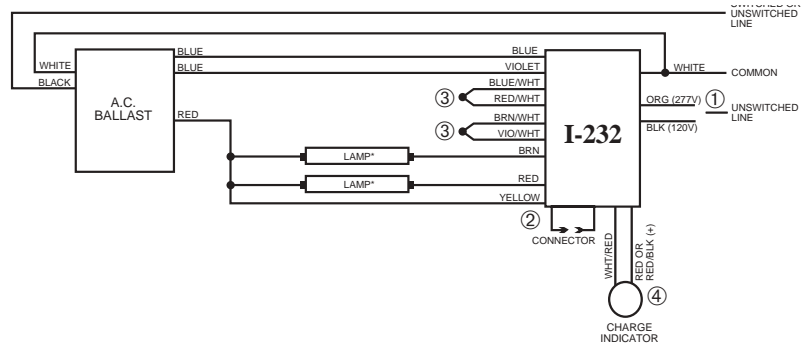 UNSWITCHED
LINE
WHITE
BLACK
A.C.
BALLAST
BLUE
BLUE
RED
BLUE
VIOLET
BLUE/WHT
③
RED/WHT
BRN/WHT
③
VIO/WHT
BRN
LAMP*
RED
LAMP*
YELLOW
I-232
WHITE
COMMON
ORG (277V)
①
UNSWITCHED
LINE
BLK (120V)
②
CONNECTOR
WHT/RED
RED OR
RED/BLK (+)
④
CHARGE
INDICATOR